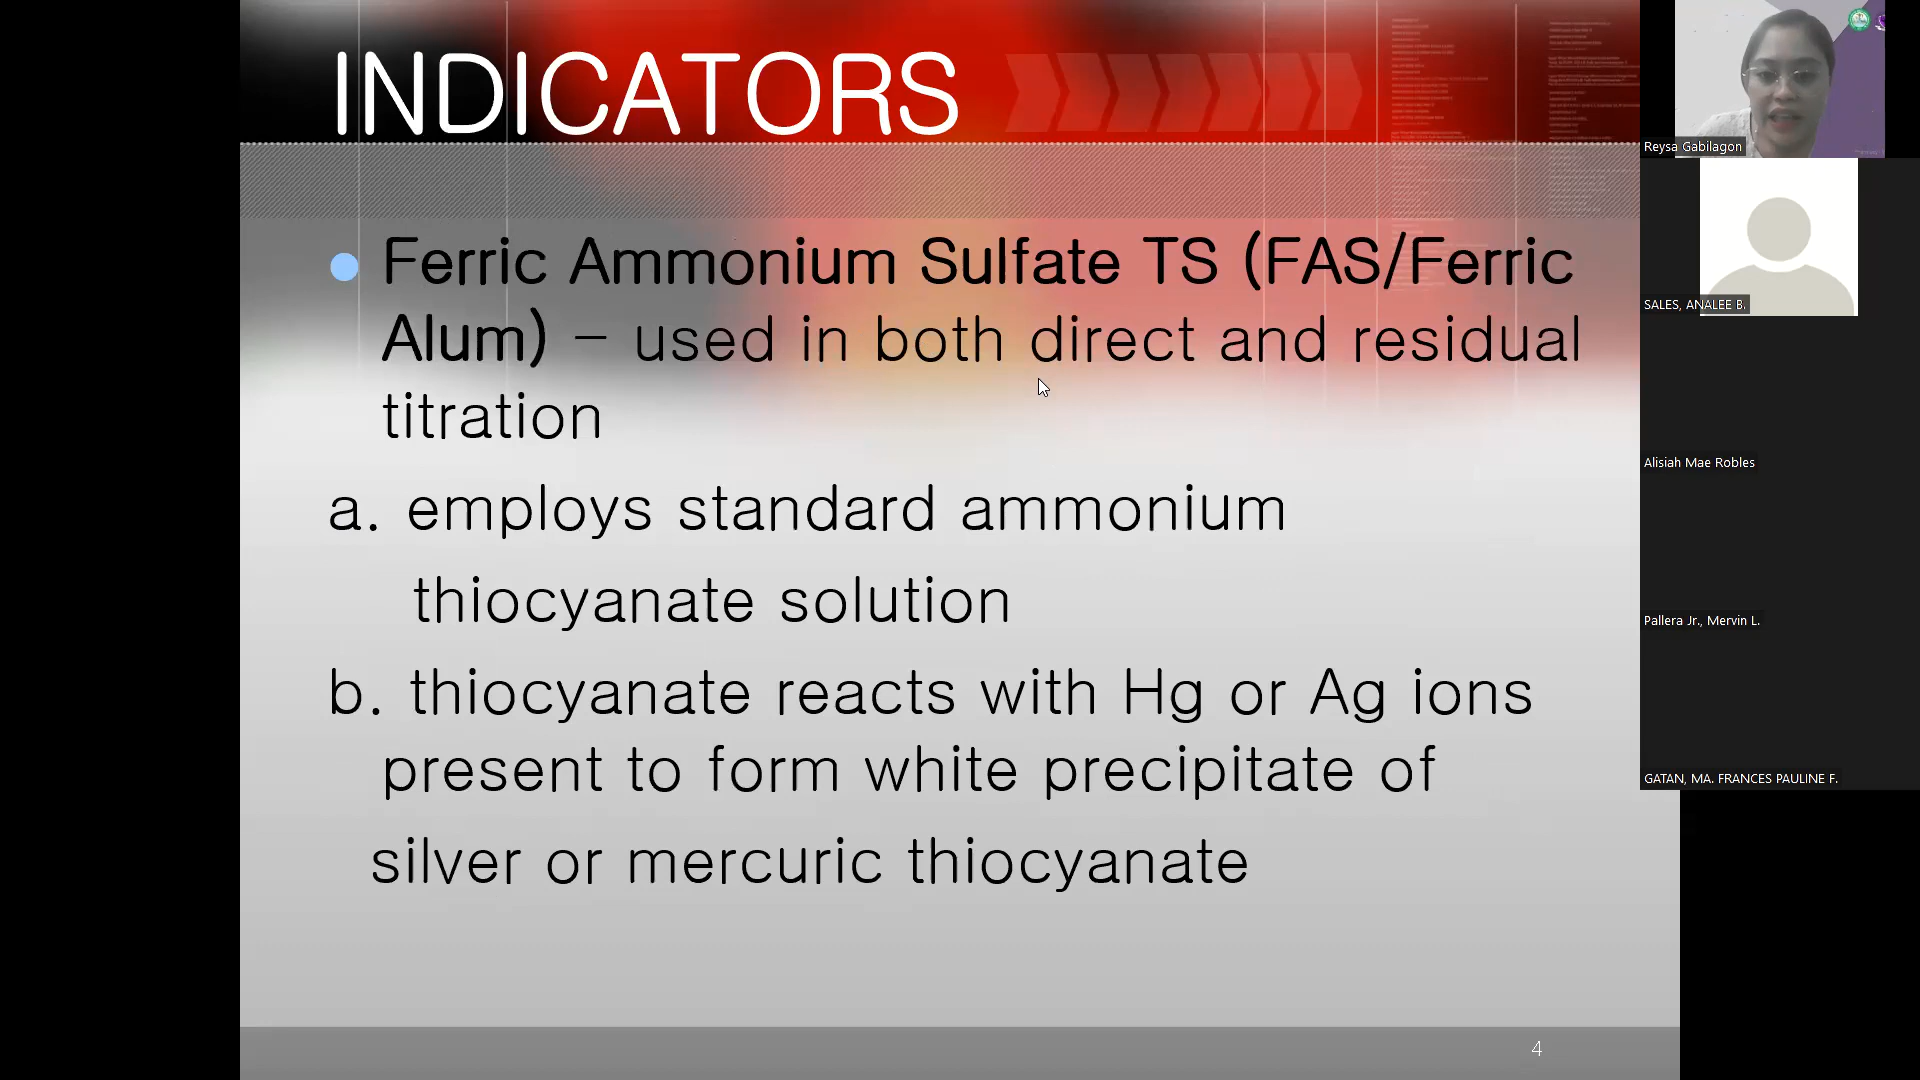 INDICATORS
Ferric Ammonium Sulfate TS (FAS/Ferric
Alum) – used in both direct and residual
titration
a. employs standard ammonium
thiocyanate solution
b. thiocyanate reacts with Hg or Ag ions
present to form white precipitate of
silver or mercuric thiocyanate
4
Reysa Gabilagon
SALES, ANALEE B.
Alisiah Mae Robles
Pallera Jr., Mervin L.
GATAN, MA. FRANCES PAULINE F.